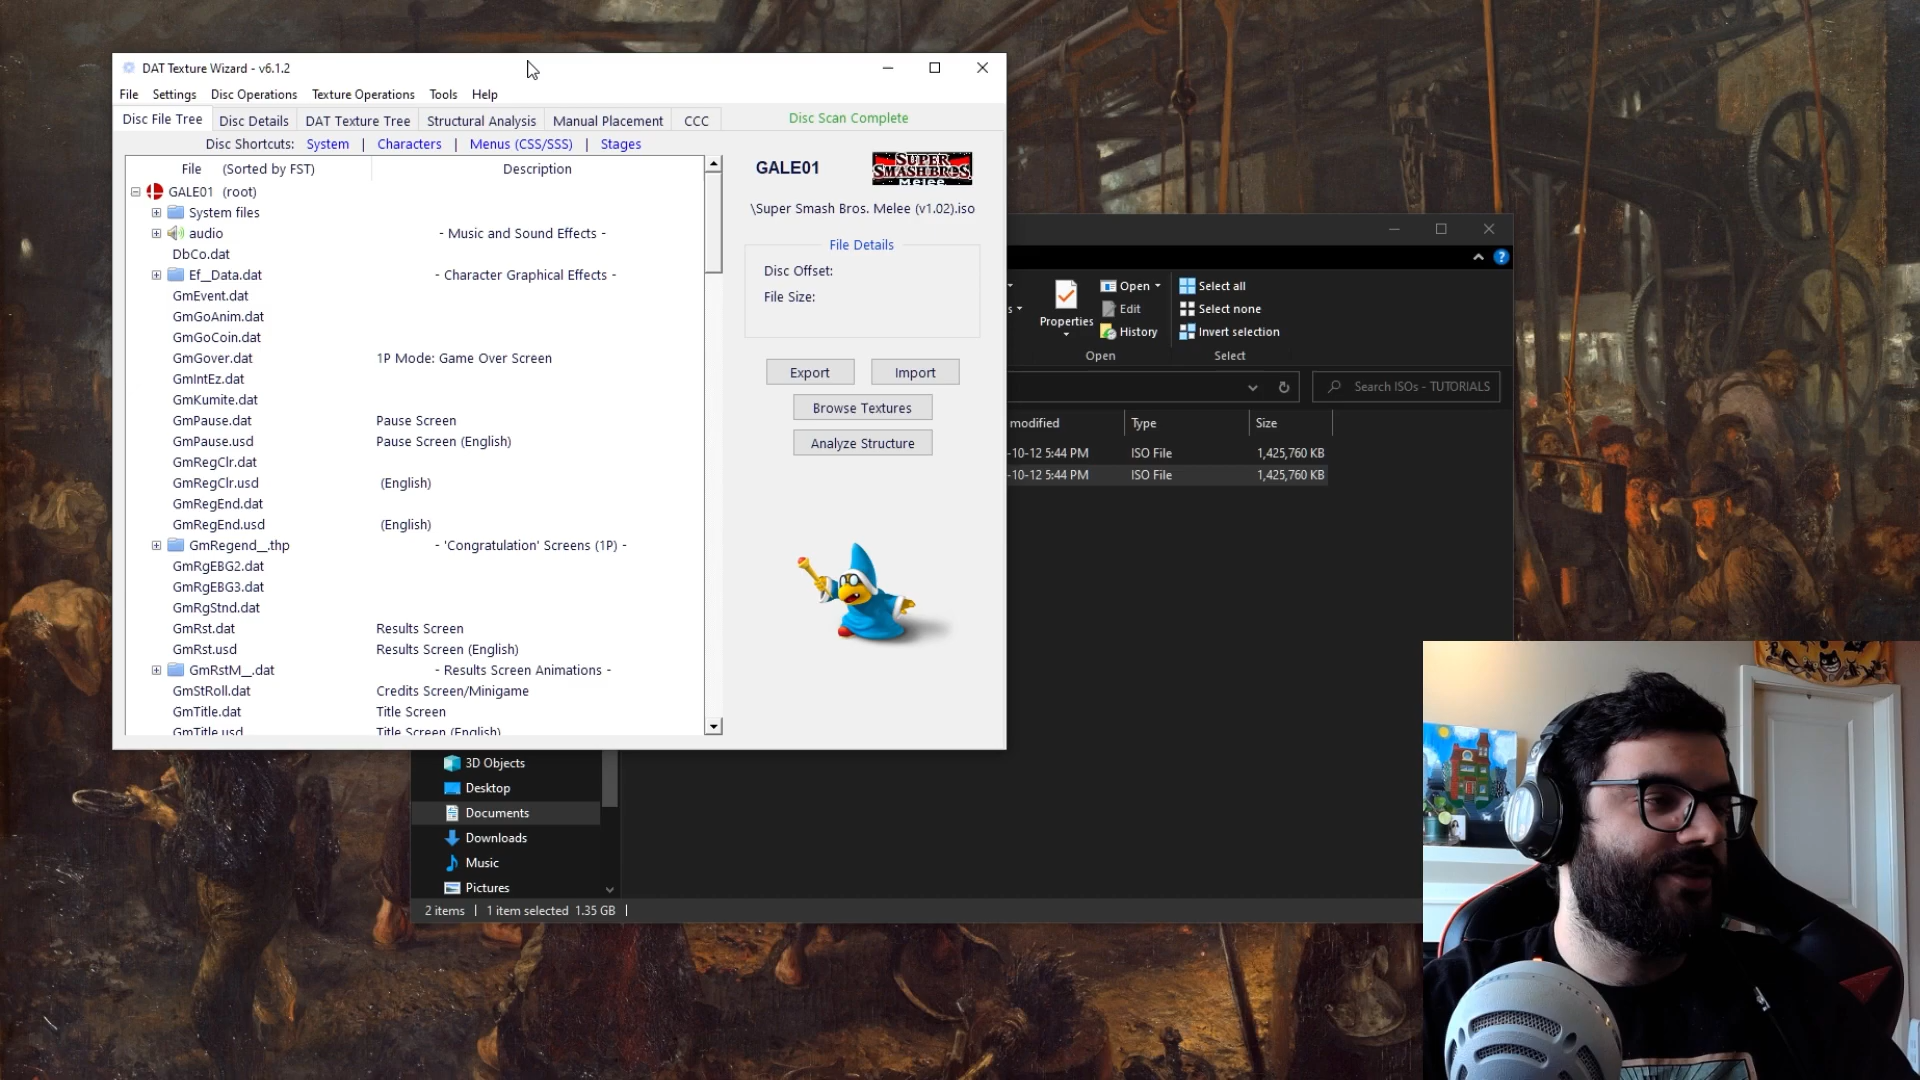 DAT Texture Wizard - v6.1.2
File Settings Disc Operations Texture Operations Tools Help
Disc File Tree Disc Details DAT Texture Tree Structural Analysis Manual Placement CCC Disc Scan Complete
Disc Shortcuts: System | Characters | Menus (CSS/SSS) | Stages
File (Sorted by FST) Description
GALE01 (root)
System files
audio - Music and Sound Effects -
DbCo.dat
Ef__Data.dat - Character Graphical Effects -
GmEvent.dat
GmGoAnim.dat
GmGoCoin.dat
GmGover.dat 1P Mode: Game Over Screen
GmIntEz.dat
GmKumite.dat
GmPause.dat Pause Screen
GmPause.usd Pause Screen (English)
GmRegClr.dat
GmRegClr.usd (English)
GmRegEnd.dat
GmRegEnd.usd (English)
GmRegend__.thp - 'Congratulation' Screens (1P) -
GmRgEBG2.dat
GmRgEBG3.dat
GmRgStnd.dat
GmRst.dat Results Screen
GmRst.usd Results Screen (English)
GmRstM__.dat - Results Screen Animations -
GmStRoll.dat Credits Screen/Minigame
GmTitle.dat Title Screen
GmTitle.usd Title Screen (English)
GALE01
SUPER
SMASH BROS.
Melee
\Super Smash Bros. Melee (v1.02).iso
File Details
Disc Offset:
File Size:
Export Import
Browse Textures
Analyze Structure
Properties
Open
Edit
History
Open
Select all
Select none
Invert selection
Select
Search ISOs - TUTORIALS
modified Type Size
-10-12 5:44 PM ISO File 1,425,760 KB
-10-12 5:44 PM ISO File 1,425,760 KB
3D Objects
Desktop
Documents
Downloads
Music
Pictures
2 items | 1 item selected 1.35 GB |